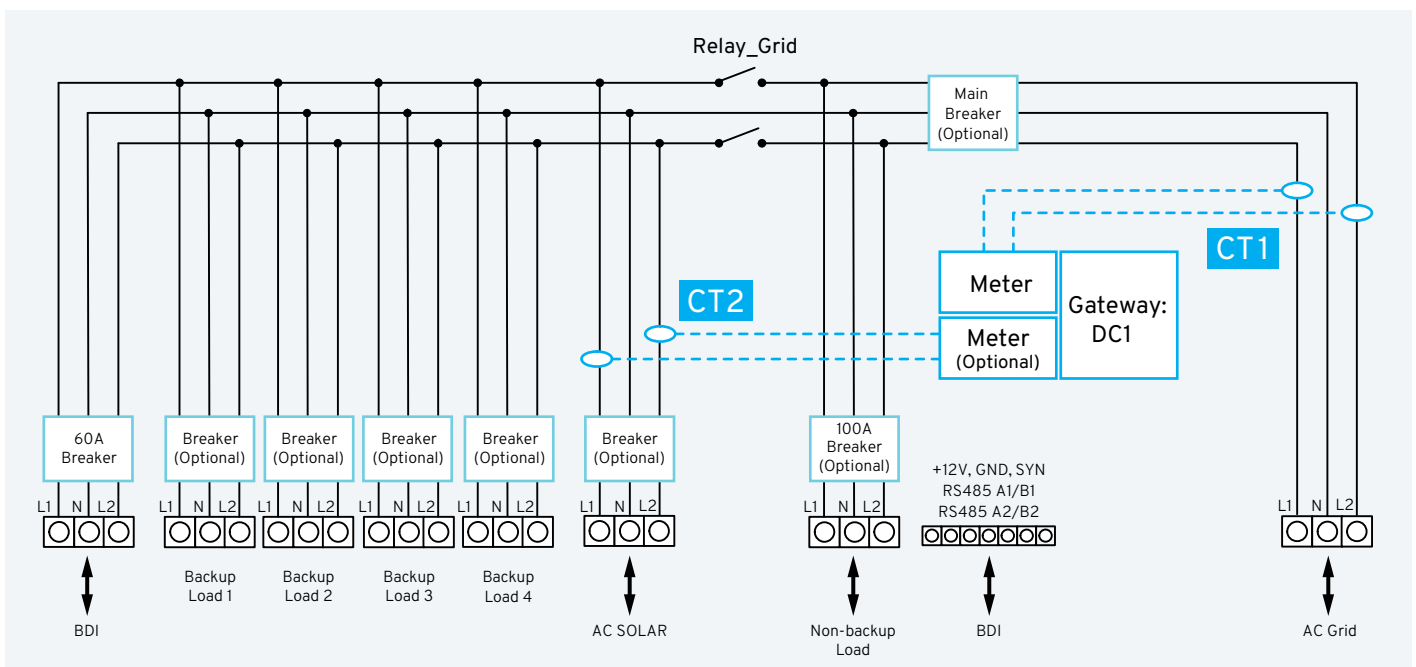 Relay_Grid
Main
Breaker
(Optional)
CT1
CT2
Meter
Meter
(Optional)
Gateway:
DC1
60A
Breaker
Breaker
(Optional)
Breaker
(Optional)
Breaker
(Optional)
Breaker
(Optional)
Breaker
(Optional)
100A
Breaker
(Optional)
+12V, GND, SYN
RS485 A1/B1
RS485 A2/B2
L1 N L2
L1 N L2
L1 N L2
L1 N L2
L1 N L2
L1 N L2
L1 N L2
L1 N L2
BDI
Backup
Load 1
Backup
Load 2
Backup
Load 3
Backup
Load 4
AC SOLAR
Non-backup
Load
BDI
AC Grid